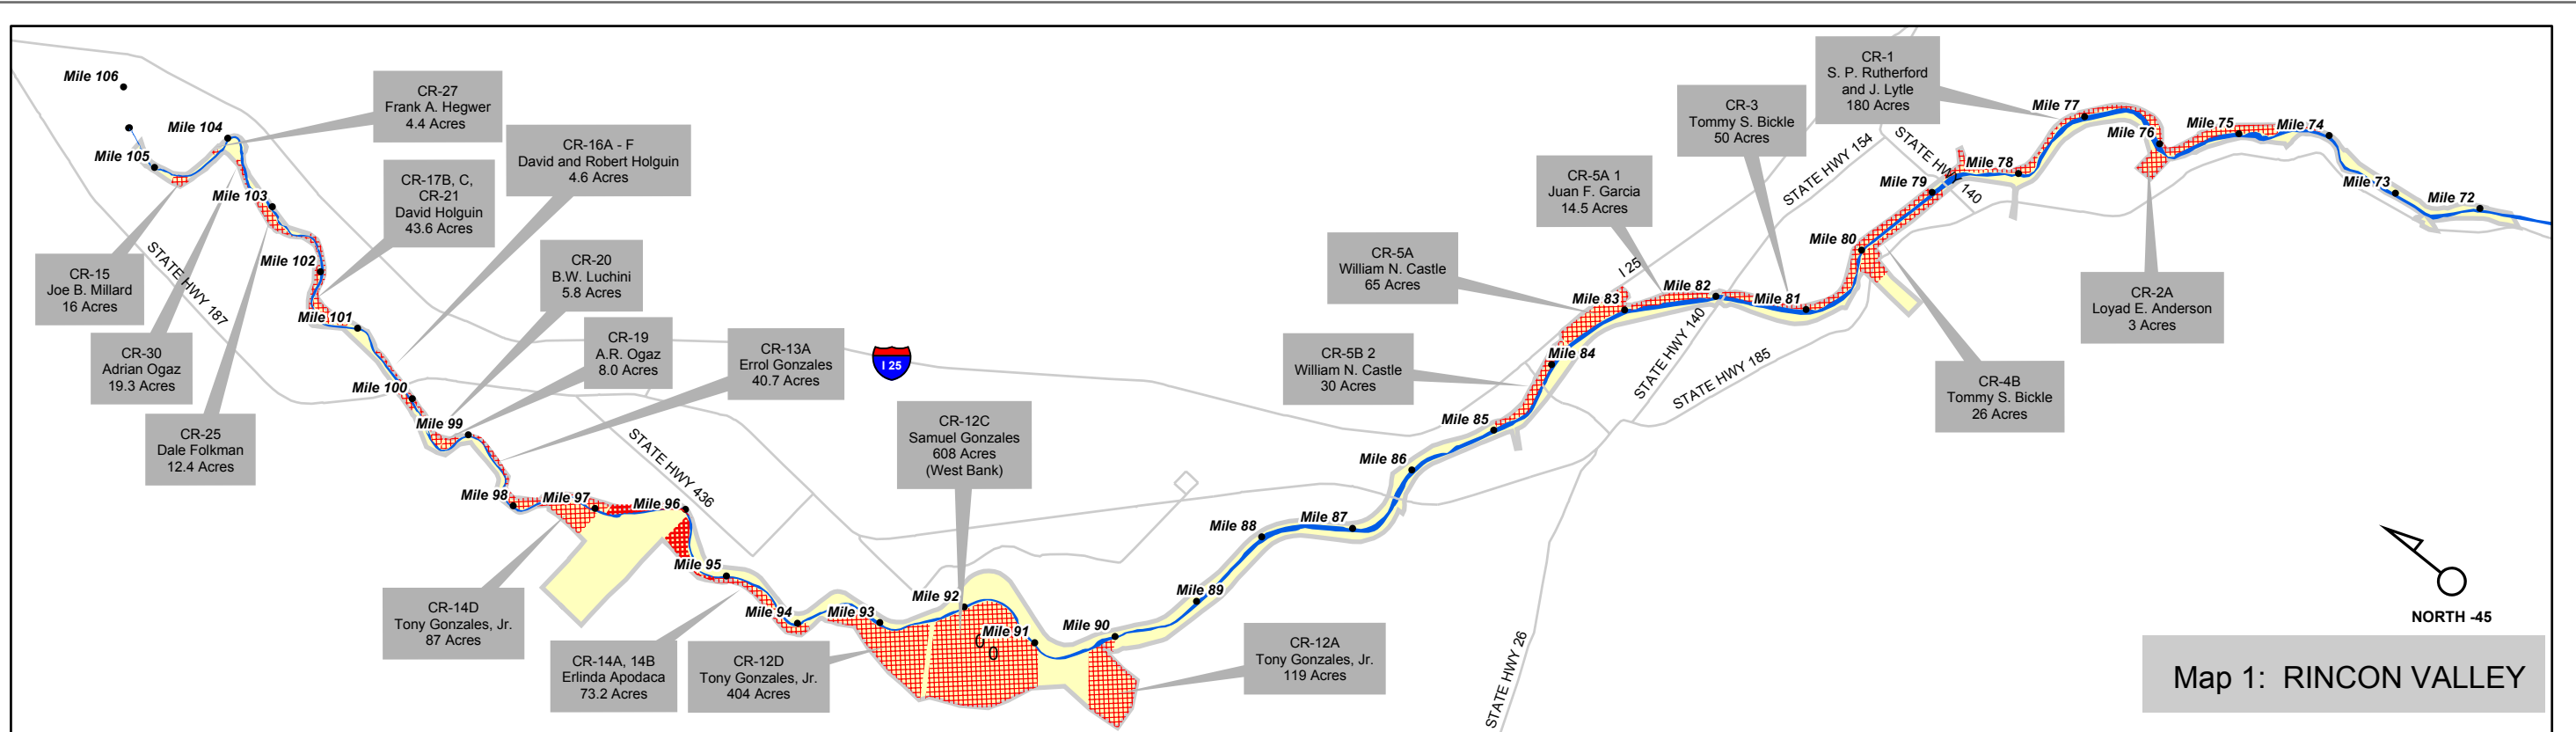 Mile 106
Mile 105
Mile 104
Mile 103
Mile 102
Mile 101
Mile 100
Mile 99
Mile 98
Mile 97
Mile 96
Mile 95
Mile 94
Mile 93
Mile 92
Mile 91
Mile 90
Mile 89
Mile 88
Mile 87
Mile 86
Mile 85
Mile 84
Mile 83
Mile 82
Mile 81
Mile 80
Mile 79
Mile 78
Mile 77
Mile 76
Mile 75
Mile 74
Mile 73
Mile 72
CR-27
Frank A. Hegwer
4.4 Acres
CR-16A - F
David and Robert Holguin
4.6 Acres
CR-17B, C,
CR-21
David Holguin
43.6 Acres
CR-15
Joe B. Millard
16 Acres
CR-30
Adrian Ogaz
19.3 Acres
CR-25
Dale Folkman
12.4 Acres
CR-20
B.W. Luchini
5.8 Acres
CR-19
A.R. Ogaz
8.0 Acres
CR-13A
Errol Gonzales
40.7 Acres
CR-14D
Tony Gonzales, Jr.
87 Acres
CR-14A, 14B
Erlinda Apodaca
73.2 Acres
CR-12D
Tony Gonzales, Jr.
404 Acres
CR-12C
Samuel Gonzales
608 Acres
(West Bank)
CR-12A
Tony Gonzales, Jr.
119 Acres
CR-5B 2
William N. Castle
30 Acres
CR-5A
William N. Castle
65 Acres
CR-5A 1
Juan F. Garcia
14.5 Acres
CR-3
Tommy S. Bickle
50 Acres
CR-1
S. P. Rutherford
and J. Lytle
180 Acres
CR-4B
Tommy S. Bickle
26 Acres
CR-2A
Loyad E. Anderson
3 Acres
STATE HWY 187
STATE HWY 436
I 25
I 25
STATE HWY 154
STATE HWY 140
STATE HWY 140
STATE HWY 185
STATE HWY 26
0
0
NORTH -45
Map 1: RINCON VALLEY